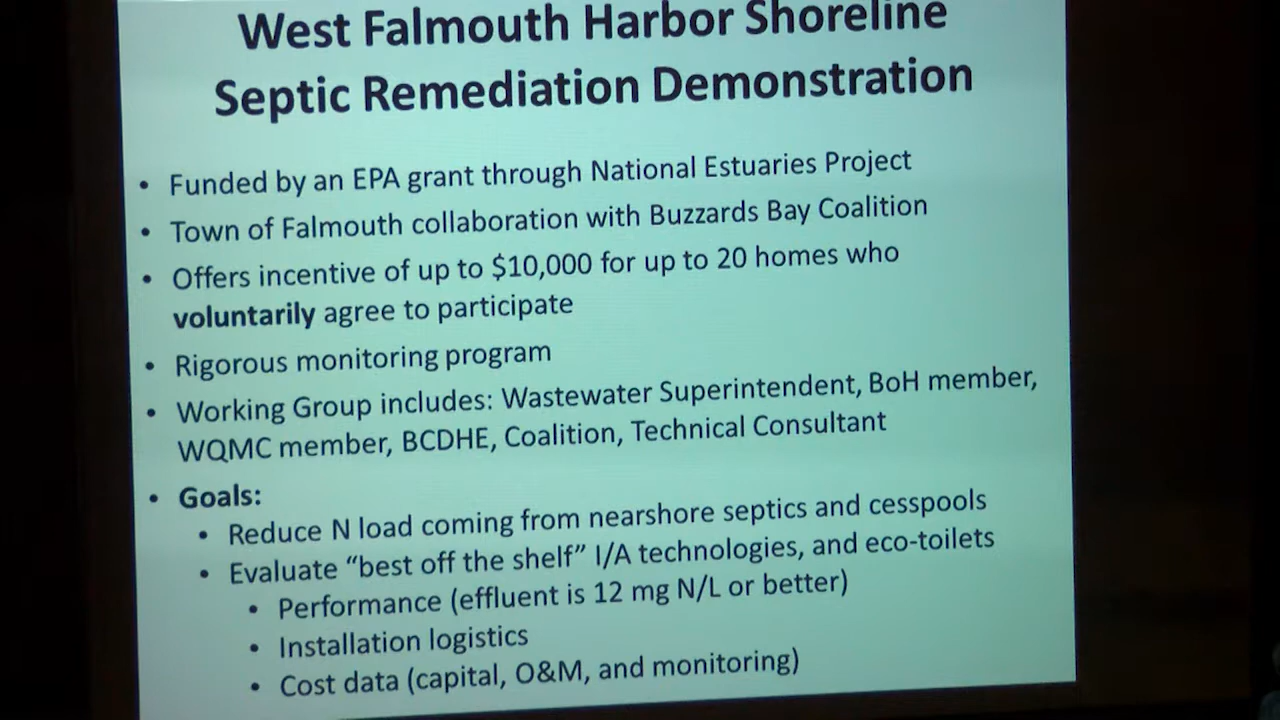 West Falmouth Harbor Shoreline
Septic Remediation Demonstration
• Funded by an EPA grant through National Estuaries Project
• Town of Falmouth collaboration with Buzzards Bay Coalition
• Offers incentive of up to $10,000 for up to 20 homes who
voluntarily agree to participate
• Rigorous monitoring program
• Working Group includes: Wastewater Superintendent, BoH member,
WQMC member, BCDHE, Coalition, Technical Consultant
• Goals:
• Reduce N load coming from nearshore septics and cesspools
• Evaluate “best off the shelf” I/A technologies, and eco-toilets
• Performance (effluent is 12 mg N/L or better)
• Installation logistics
• Cost data (capital, O&M, and monitoring)